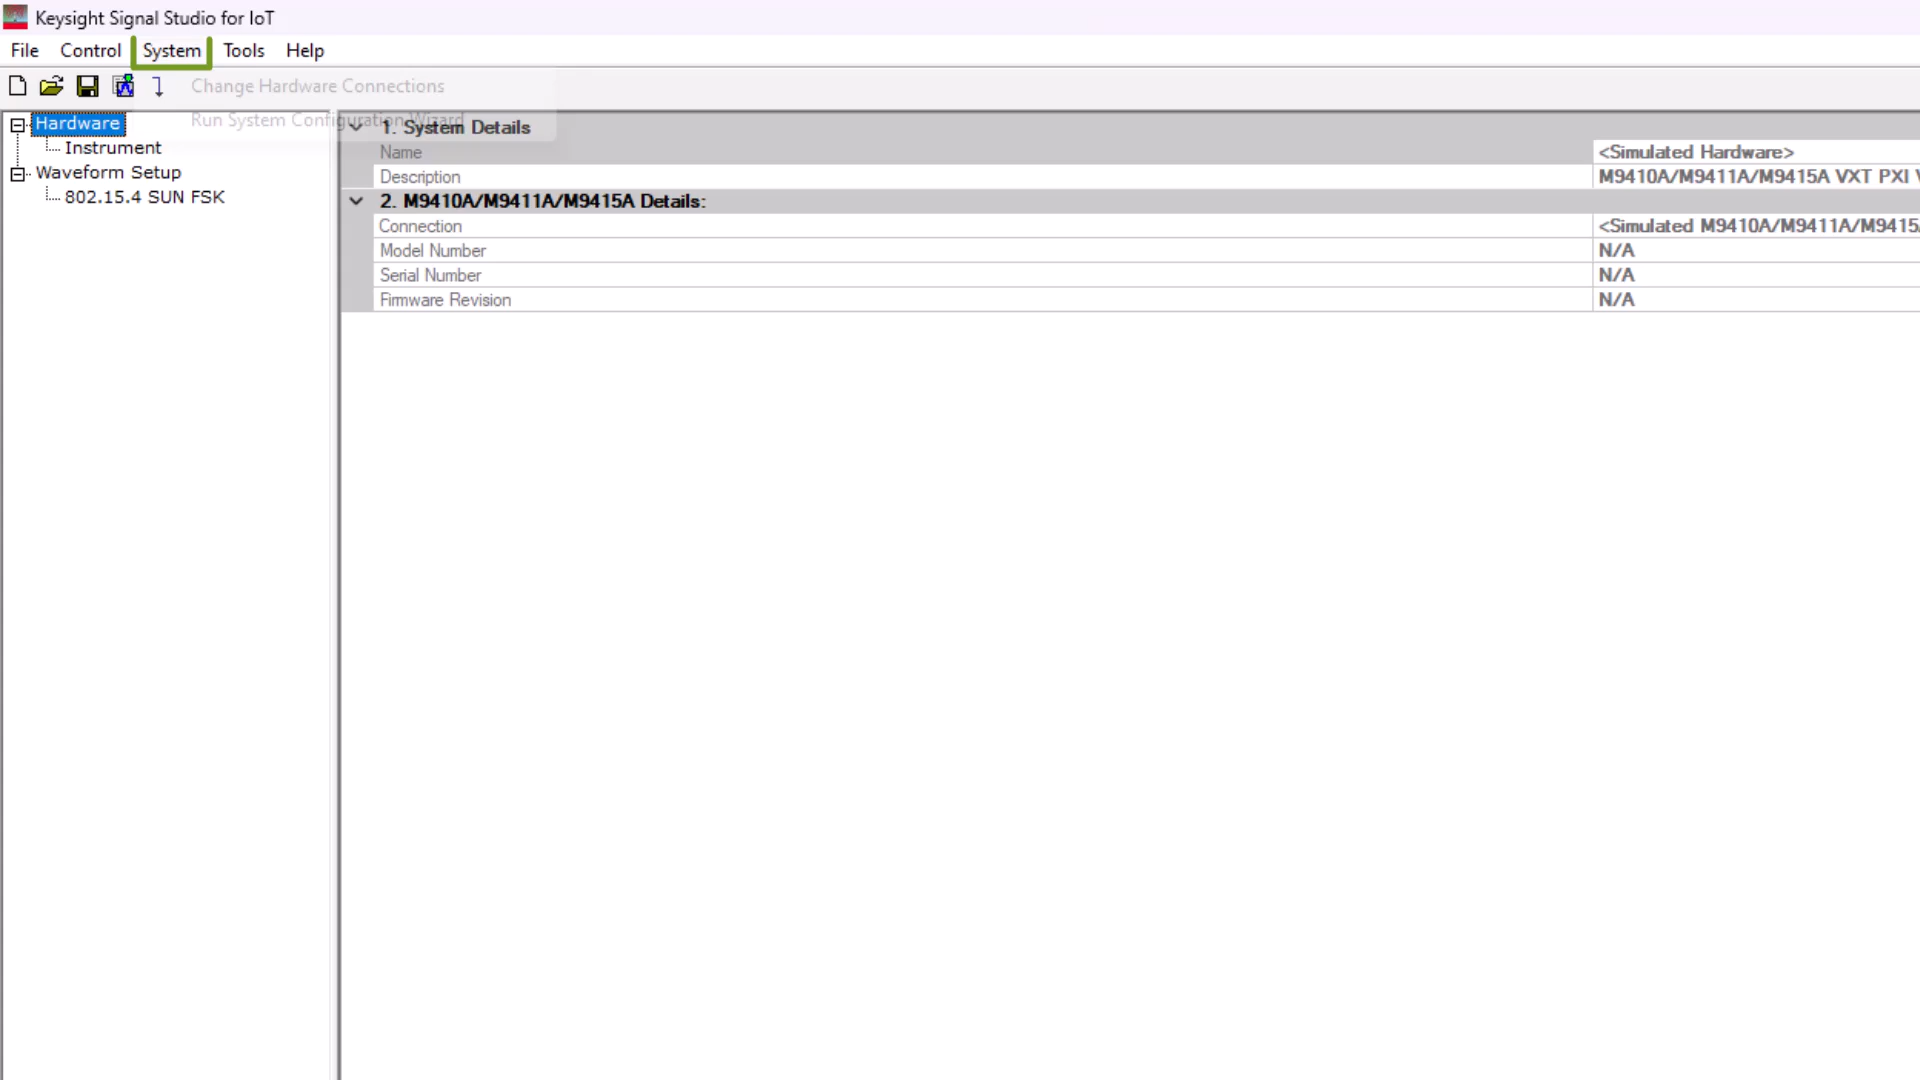 Keysight Signal Studio for IoT
File Control System Tools Help
Change Hardware Connections
Run System Configuration Wizard
Hardware
Instrument
Waveform Setup
802.15.4 SUN FSK
1. System Details
Name <Simulated Hardware>
Description M9410A/M9411A/M9415A VXT PXI
2. M9410A/M9411A/M9415A Details:
Connection <Simulated M9410A/M9411A/M9415
Model Number N/A
Serial Number N/A
Firmware Revision N/A